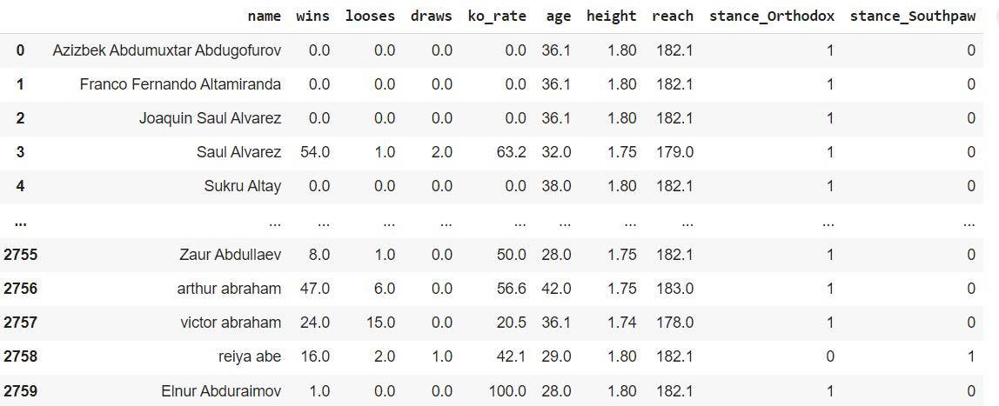 name wins looses draws ko_rate age height reach stance_Orthodox stance_Southpaw
0 Azizbek Abdumuxtar Abdugofurov 0.0 0.0 0.0 0.0 36.1 1.80 182.1 1 0
1 Franco Fernando Altamiranda 0.0 0.0 0.0 0.0 36.1 1.80 182.1 1 0
2 Joaquin Saul Alvarez 0.0 0.0 0.0 0.0 36.1 1.80 182.1 1 0
3 Saul Alvarez 54.0 1.0 2.0 63.2 32.0 1.75 179.0 1 0
4 Sukru Altay 0.0 0.0 0.0 0.0 38.0 1.80 182.1 1 0
... ... ... ... ... ... ... ... ... ... ...
2755 Zaur Abdullaev 8.0 1.0 0.0 50.0 28.0 1.75 182.1 1 0
2756 arthur abraham 47.0 6.0 0.0 56.6 42.0 1.75 183.0 1 0
2757 victor abraham 24.0 15.0 0.0 20.5 36.1 1.74 178.0 1 0
2758 reiya abe 16.0 2.0 1.0 42.1 29.0 1.80 182.1 0 1
2759 Elnur Abduraimov 1.0 0.0 0.0 100.0 28.0 1.80 182.1 1 0